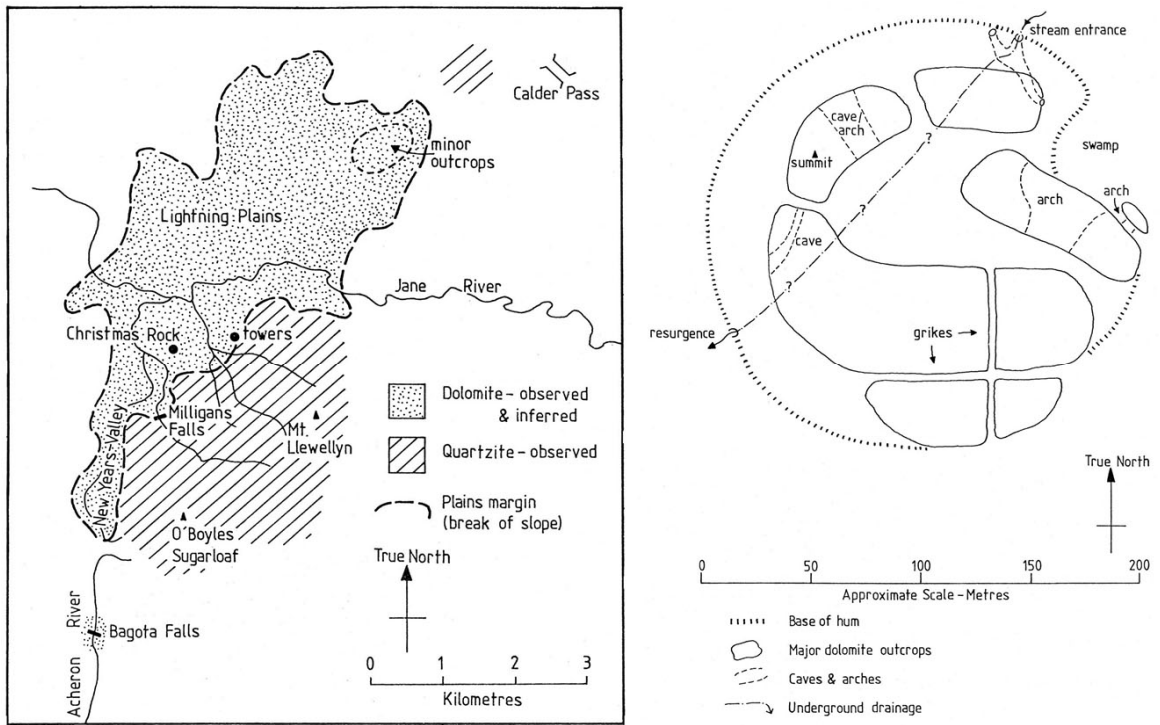 Calder Pass
minor
outcrops
Lightning Plains
Jane River
Christmas Rock
towers
Milligans
Falls
New Years Valley
Mt.
Llewellyn
O'Boyles
Sugarloaf
Acheron River
Bagota Falls
Dolomite – observed
& inferred
Quartzite – observed
Plains margin
(break of slope)
True North
0 1 2 3
Kilometres
stream entrance
cave/
arch
summit
?
swamp
arch
arch
?
cave
?
resurgence
grikes
True North
0 50 100 150 200
Approximate Scale – Metres
Base of hum
Major dolomite outcrops
Caves & arches
Underground drainage